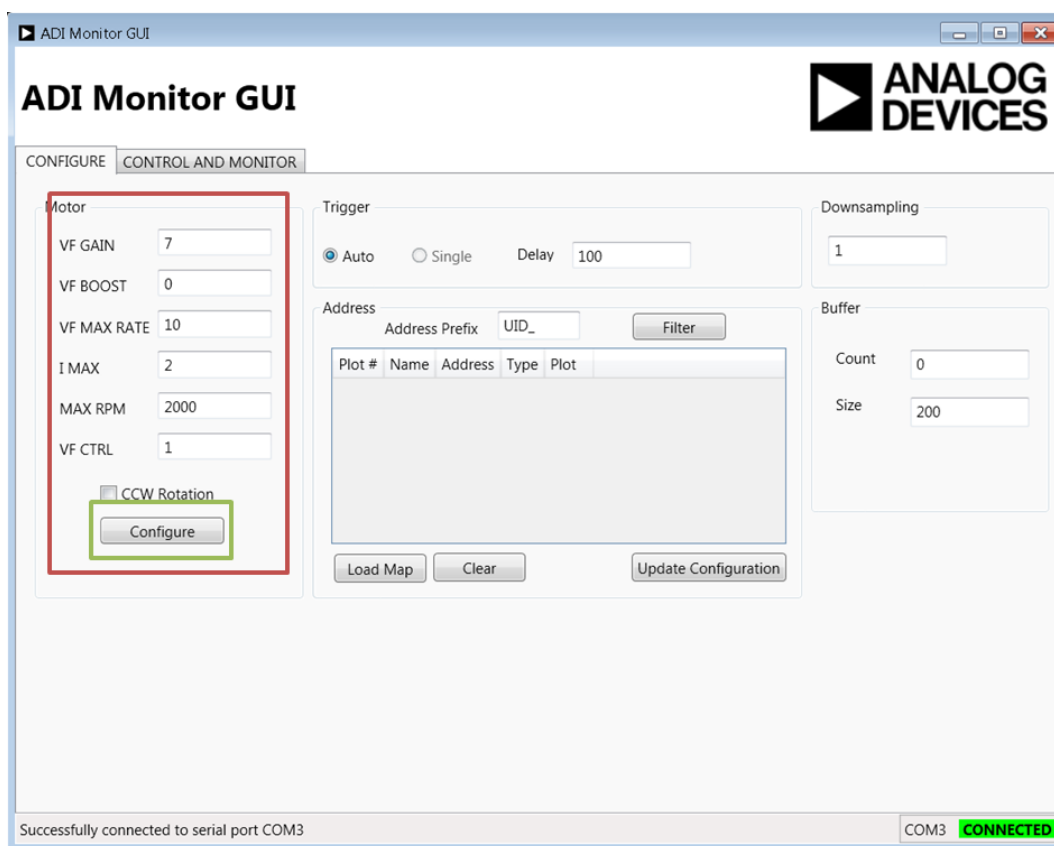 ADI Monitor GUI
ADI Monitor GUI
ANALOG
DEVICES
CONFIGURE
CONTROL AND MONITOR
Motor
VF GAIN 7
VF BOOST 0
VF MAX RATE 10
I MAX 2
MAX RPM 2000
VF CTRL 1
CCW Rotation
Configure
Trigger
Auto Single Delay 100
Address
Address Prefix UID_ Filter
Plot # Name Address Type Plot
Load Map Clear Update Configuration
Downsampling
1
Buffer
Count 0
Size 200
Successfully connected to serial port COM3
COM3 CONNECTED